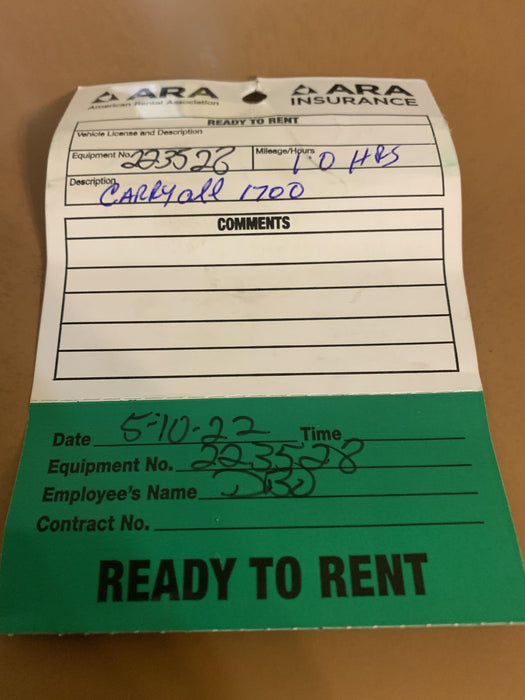 ARA ARA
American Rental Association INSURANCE
READY TO RENT
Vehicle License and Description
Equipment No. 223528 Mileage/Hours 1.0 HRS
Description CARRYall 1700
COMMENTS
Date 5-10-22 Time
Equipment No. 223528
Employee's Name
Contract No.
READY TO RENT